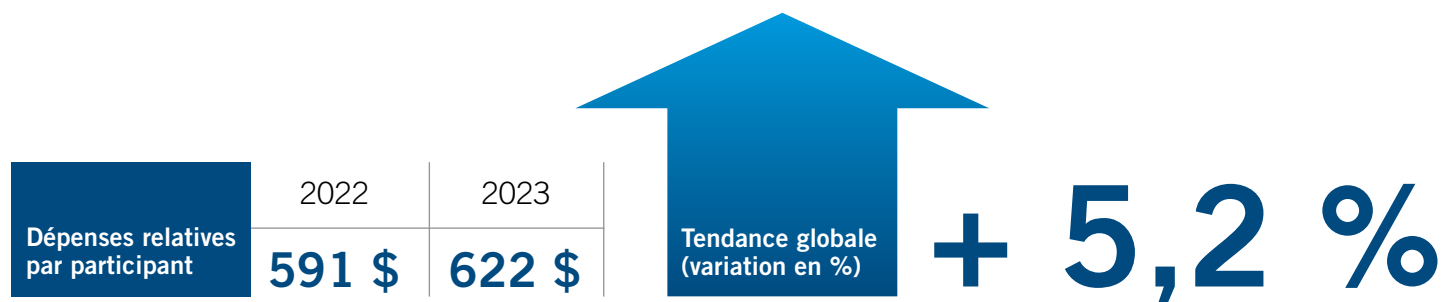 2022
2023
Dépenses relatives
par participant
591 $
622 $
Tendance globale
(variation en %)
+ 5,2 %